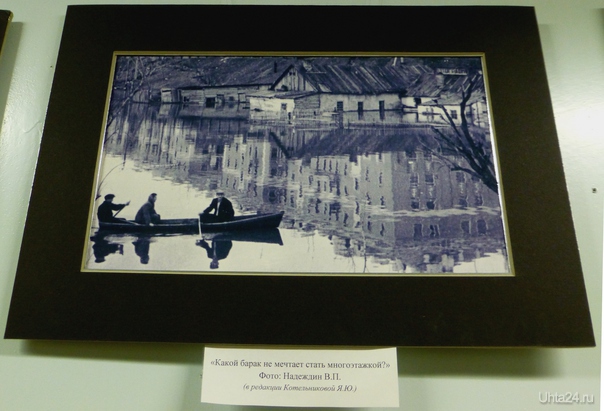 «Какой барак не мечтает стать многоэтажкой?»
Фото: Надеждин В.П.
(в редакции Котельниковой Я.Ю.)
Uhta24.ru